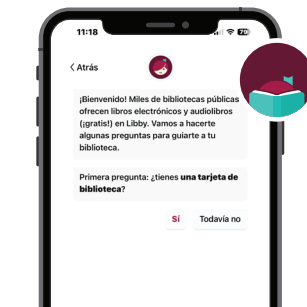 11:18
79
Atrás
¡Bienvenido! Miles de bibliotecas públicas
ofrecen libros electrónicos y audiolibros
(¡gratis!) en Libby. Vamos a hacerte
algunas preguntas para guiarte a tu
biblioteca.
Primera pregunta: ¿tienes una tarjeta de
biblioteca?
Sí Todavía no